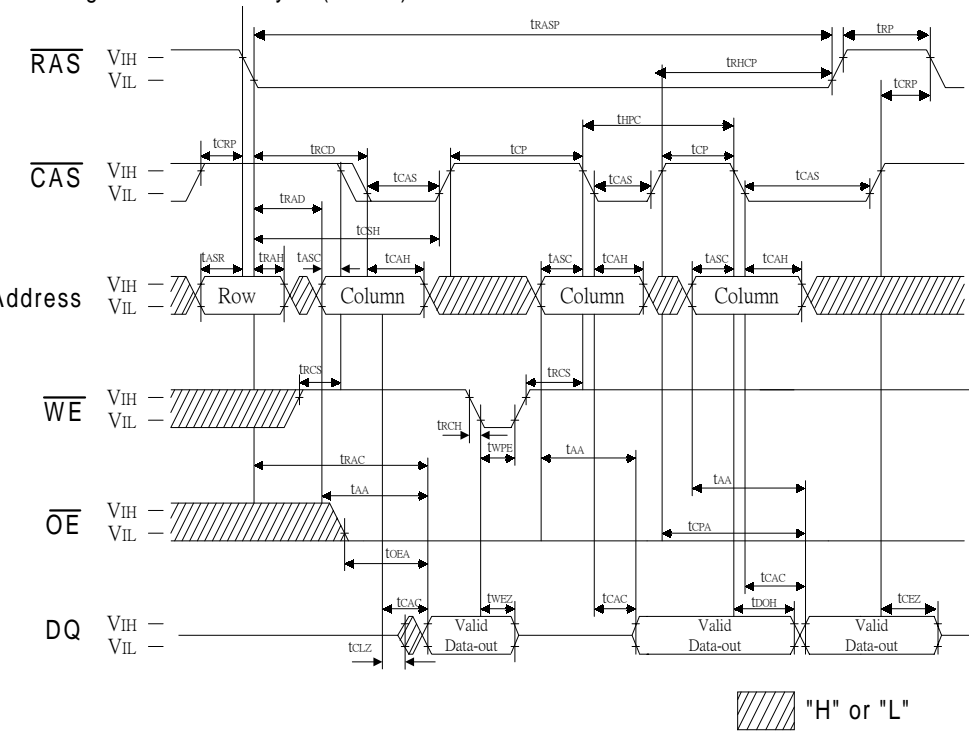 tRASP tRP
RAS VIH
VIL
tRHCP
tCRP
tHPC
tCRP tRCD tCP tCP
CAS VIH
VIL
tCAS tCAS tCAS
tRAD
tCSH
tASR tRAH tASC tCAH tASC tCAH tASC tCAH
Address VIH
VIL
Row Column Column Column
tRCS tRCS
WE VIH
VIL
tRCH tWPE
tRAC tAA
tAA tAA
OE VIH
VIL
tCPA
tOEA
tCAC
tCAC tWEZ tCAC tDOH tCEZ
DQ VIH
VIL
Valid Data-out
Valid Data-out
Valid Data-out
tCLZ
"H" or "L"